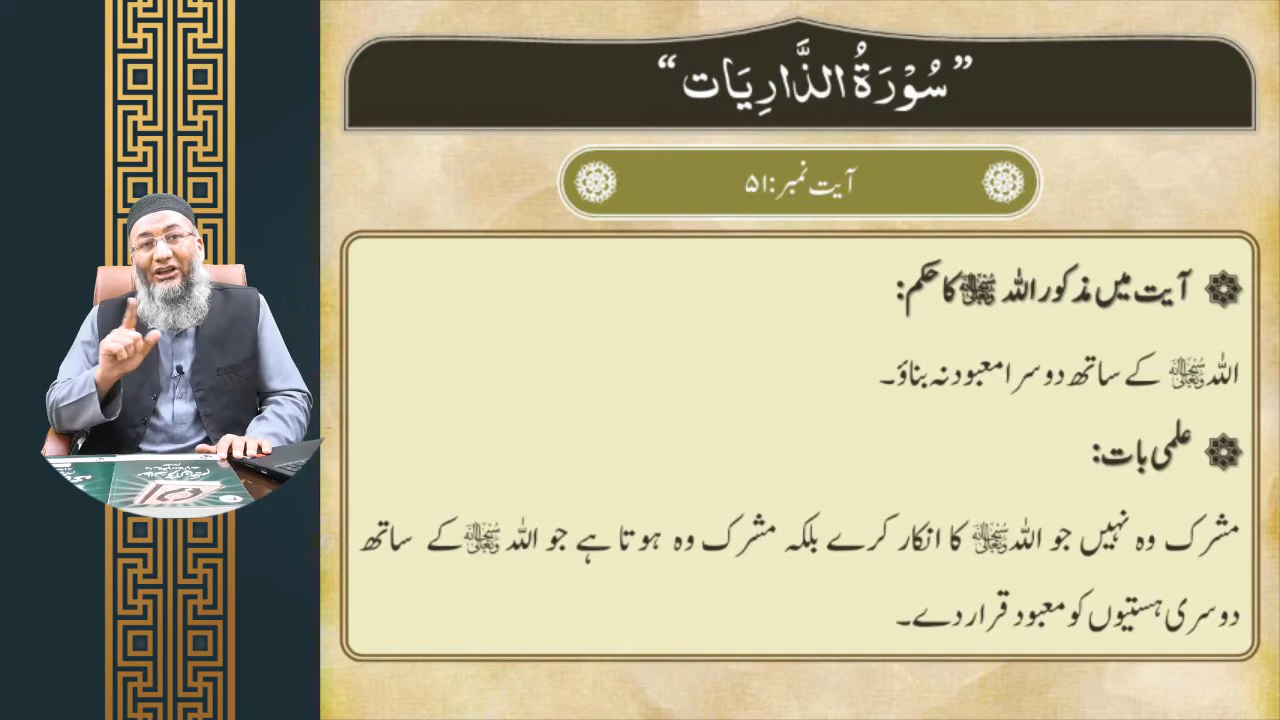 ”سُوْرَۃُ الذَّارِیَات“
آیت نمبر: ۵۱
آیت میں مذکور اللہ ﷻ کا حکم:
اللہ ﷻ کے ساتھ دوسرا معبود نہ بناؤ۔
علمی بات:
مشرک وہ نہیں جو اللہ ﷻ کا انکار کرے بلکہ مشرک وہ ہوتا ہے جو اللہ ﷻ کے ساتھ
دوسری ہستیوں کو معبود قرار دے۔